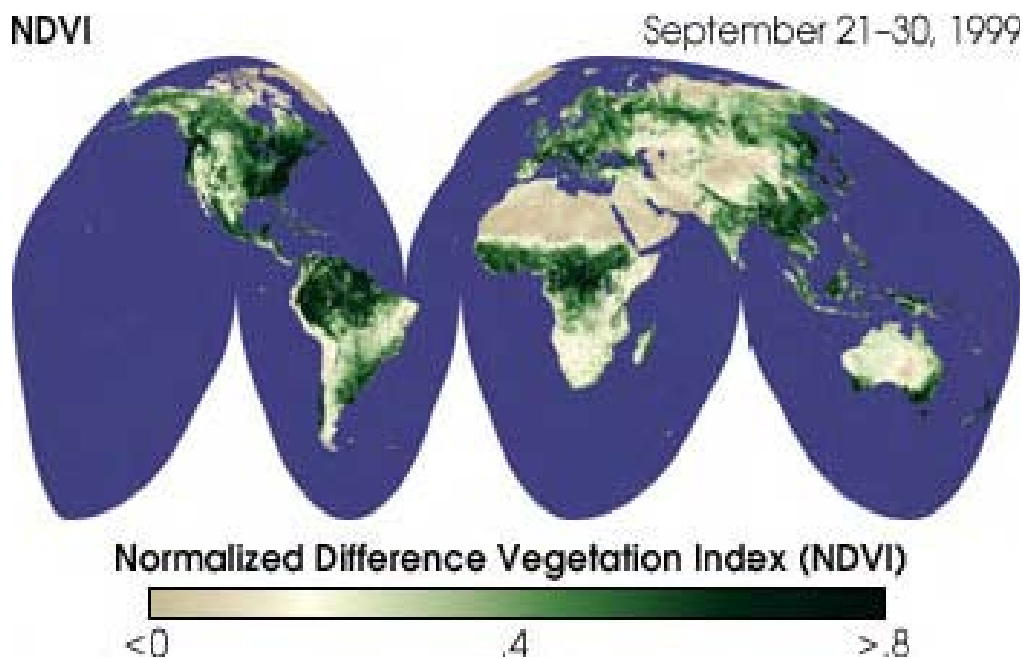 NDVI
September 21-30, 1999
Normalized Difference Vegetation Index (NDVI)
<0 .4 >.8